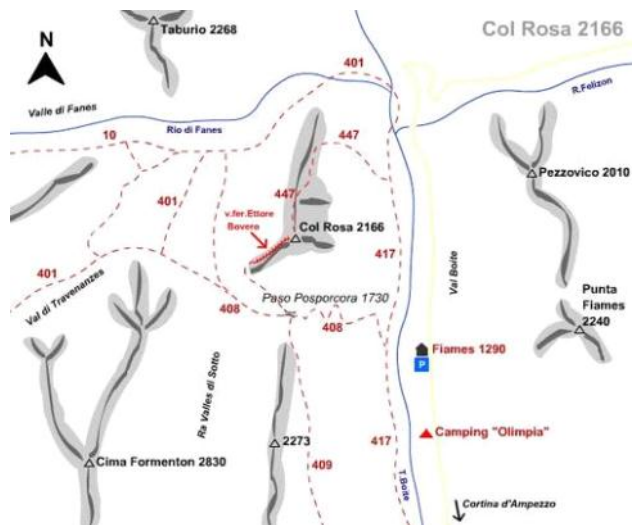 Col Rosa 2166
Taburio 2268
N
401
Valle di Fanes
R.Felizon
Rio di Fanes
10
447
Pezzovico 2010
401
447
v.fer.Ettore
Bovero
Col Rosa 2166
417
Val Boite
401
Val di Travenanzes
Paso Posporcora 1730
Punta
Fiames
2240
408
408
Fiames 1290
P
Ra Valles di Sotto
Camping "Olimpia"
2273
417
Cima Formenton 2830
409
T.Boite
Cortina d'Ampezzo